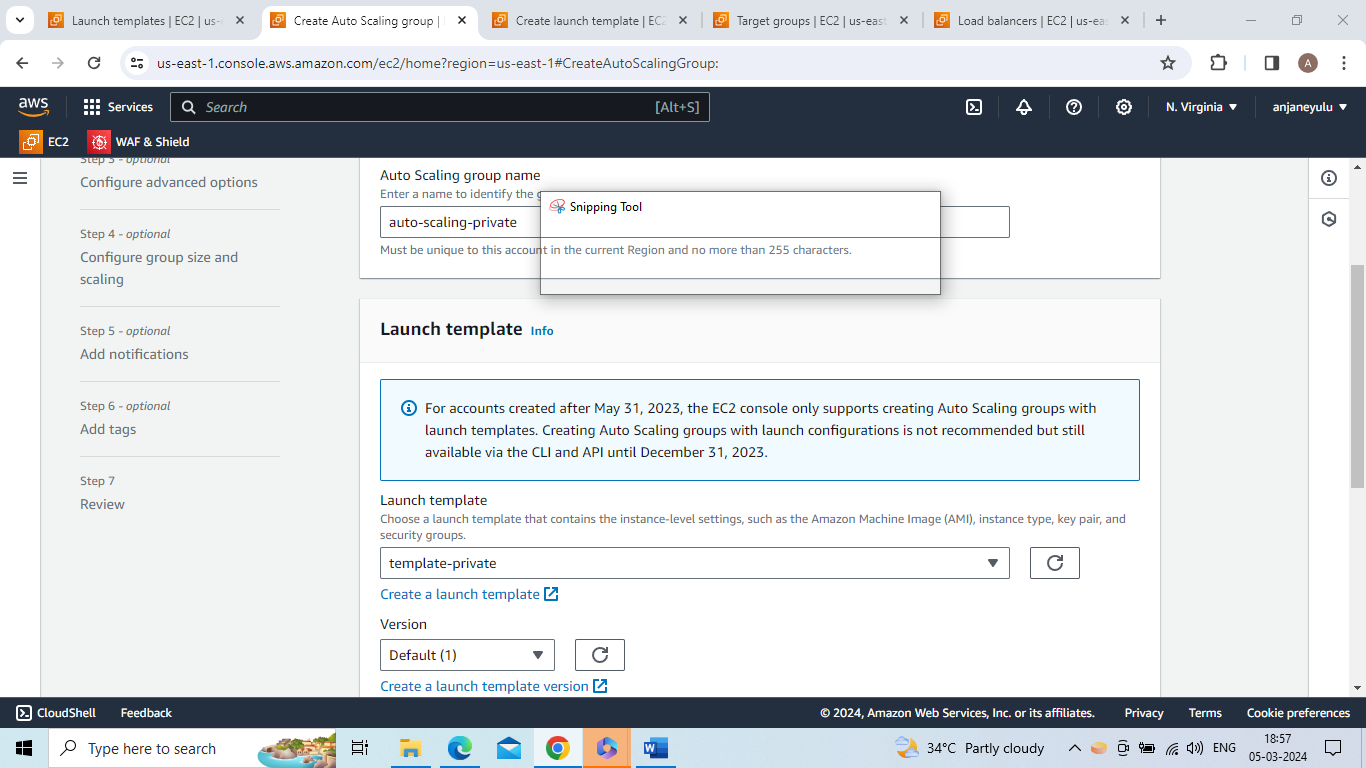 Launch templates | EC2 | us-
Create Auto Scaling group |
Create launch template | EC2
Target groups | EC2 | us-east
Load balancers | EC2 | us-eas
us-east-1.console.aws.amazon.com/ec2/home?region=us-east-1#CreateAutoScalingGroup:
A
aws
Services
Search
[Alt+S]
N. Virginia
anjaneyulu
EC2
WAF & Shield
Step 3 - optional
Configure advanced options
Step 4 - optional
Configure group size and
scaling
Step 5 - optional
Add notifications
Step 6 - optional
Add tags
Step 7
Review
Auto Scaling group name
Enter a name to identify the g
auto-scaling-private
Must be unique to this account in the current Region and no more than 255 characters.
Snipping Tool
Launch template Info
For accounts created after May 31, 2023, the EC2 console only supports creating Auto Scaling groups with
launch templates. Creating Auto Scaling groups with launch configurations is not recommended but still
available via the CLI and API until December 31, 2023.
Launch template
Choose a launch template that contains the instance-level settings, such as the Amazon Machine Image (AMI), instance type, key pair, and
security groups.
template-private
Create a launch template
Version
Default (1)
Create a launch template version
CloudShell
Feedback
© 2024, Amazon Web Services, Inc. or its affiliates.
Privacy
Terms
Cookie preferences
Type here to search
34°C Partly cloudy
ENG
18:57
05-03-2024